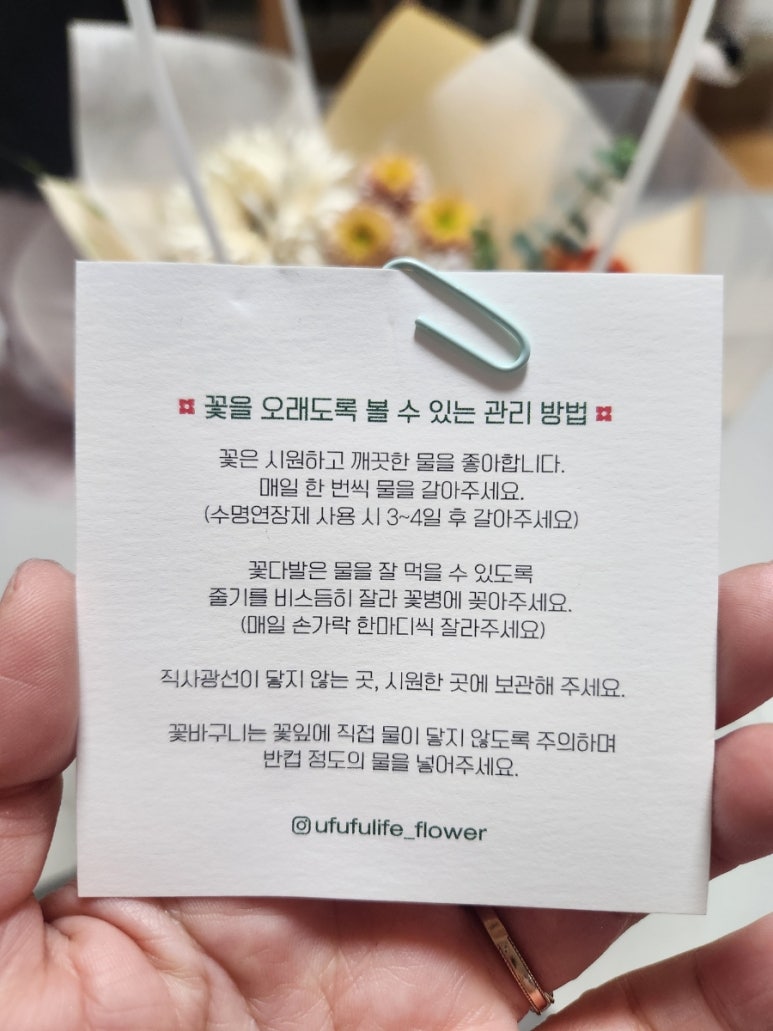 꽃을 오래도록 볼 수 있는 관리 방법
꽃은 시원하고 깨끗한 물을 좋아합니다.
매일 한 번씩 물을 갈아주세요.
(수명연장제 사용 시 3~4일 후 갈아주세요)
꽃다발은 물을 잘 먹을 수 있도록
줄기를 비스듬히 잘라 꽃병에 꽂아주세요.
(매일 손가락 한마디씩 잘라주세요)
직사광선이 닿지 않는 곳, 시원한 곳에 보관해 주세요.
꽃바구니는 꽃잎에 직접 물이 닿지 않도록 주의하며
반컵 정도의 물을 넣어주세요.
ufufulife_flower